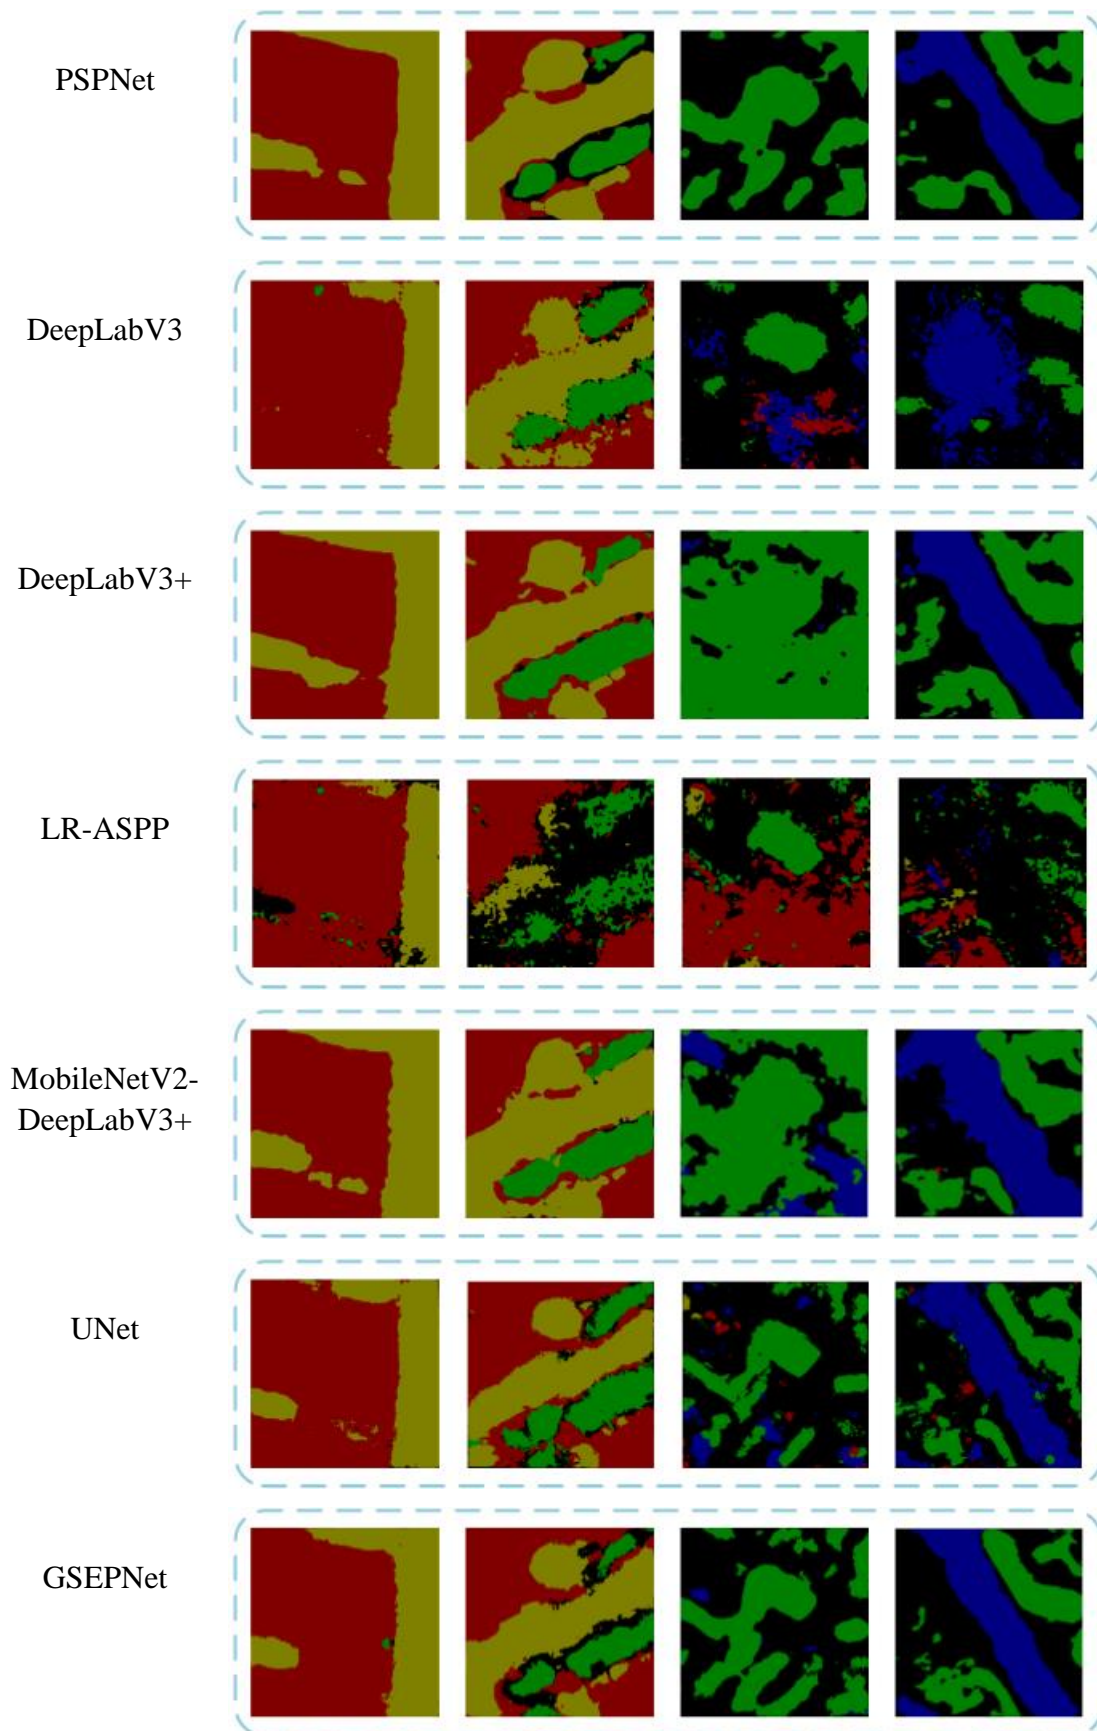 PSPNet
DeepLabV3
DeepLabV3+
LR-ASPP
MobileNetV2-
DeepLabV3+
UNet
GSEPNet